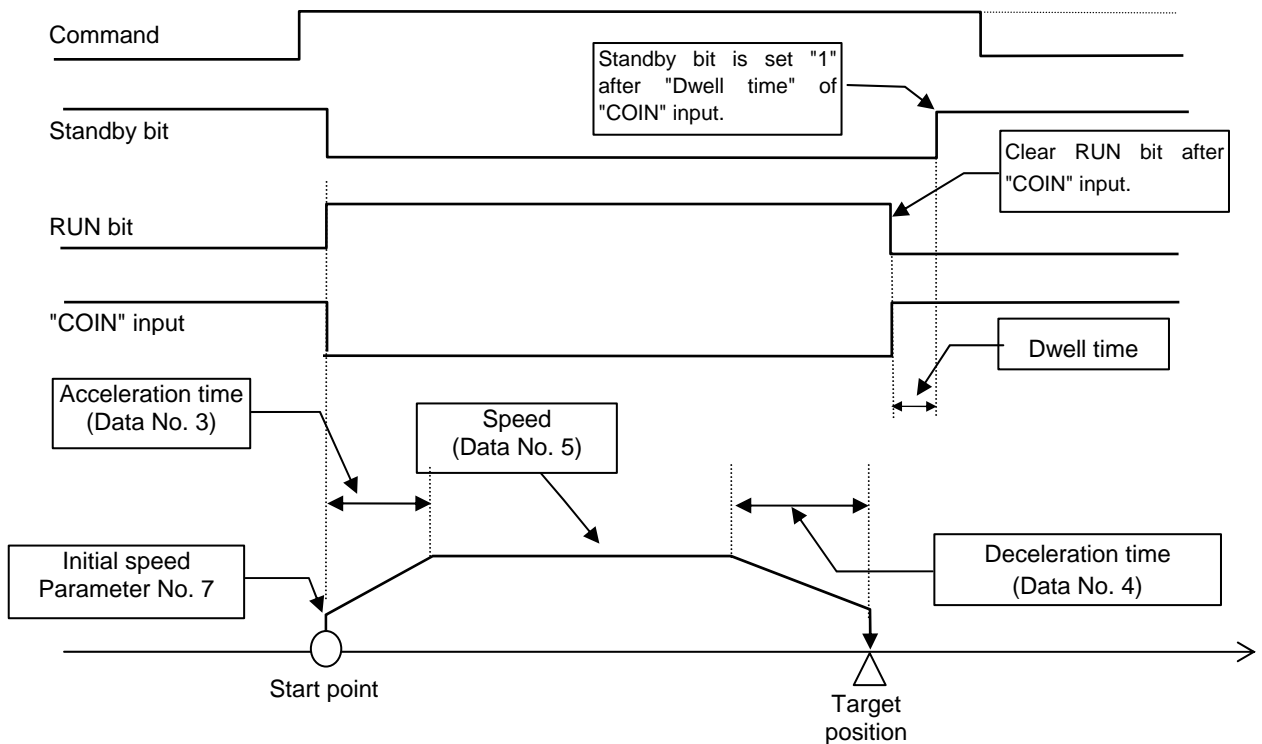 Command
Standby bit is set "1"
after "Dwell time" of
"COIN" input.
Standby bit
Clear RUN bit after
"COIN" input.
RUN bit
"COIN" input
Dwell time
Acceleration time
(Data No. 3)
Speed
(Data No. 5)
Initial speed
Parameter No. 7
Deceleration time
(Data No. 4)
Start point
Target
position